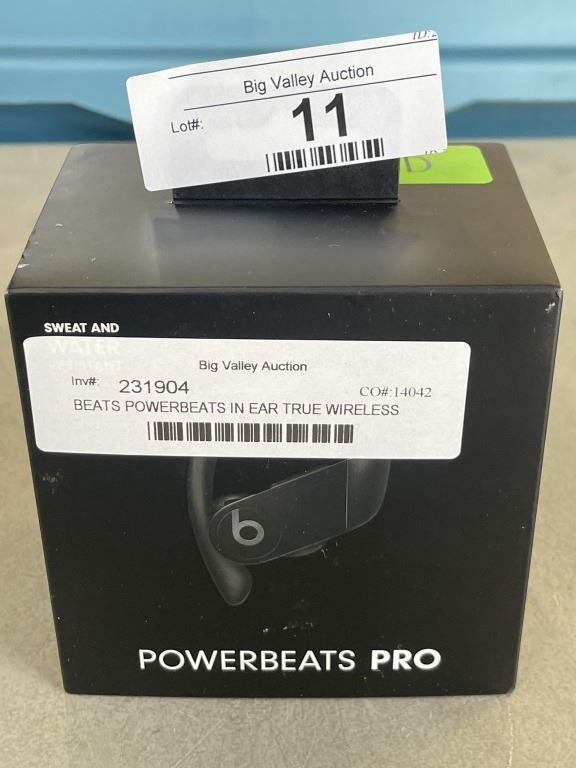 Big Valley Auction
Lot#: 11
D
SWEAT AND
WATER
Big Valley Auction
Inv#: 231904 CO#:14042
BEATS POWERBEATS IN EAR TRUE WIRELESS
b
POWERBEATS PRO